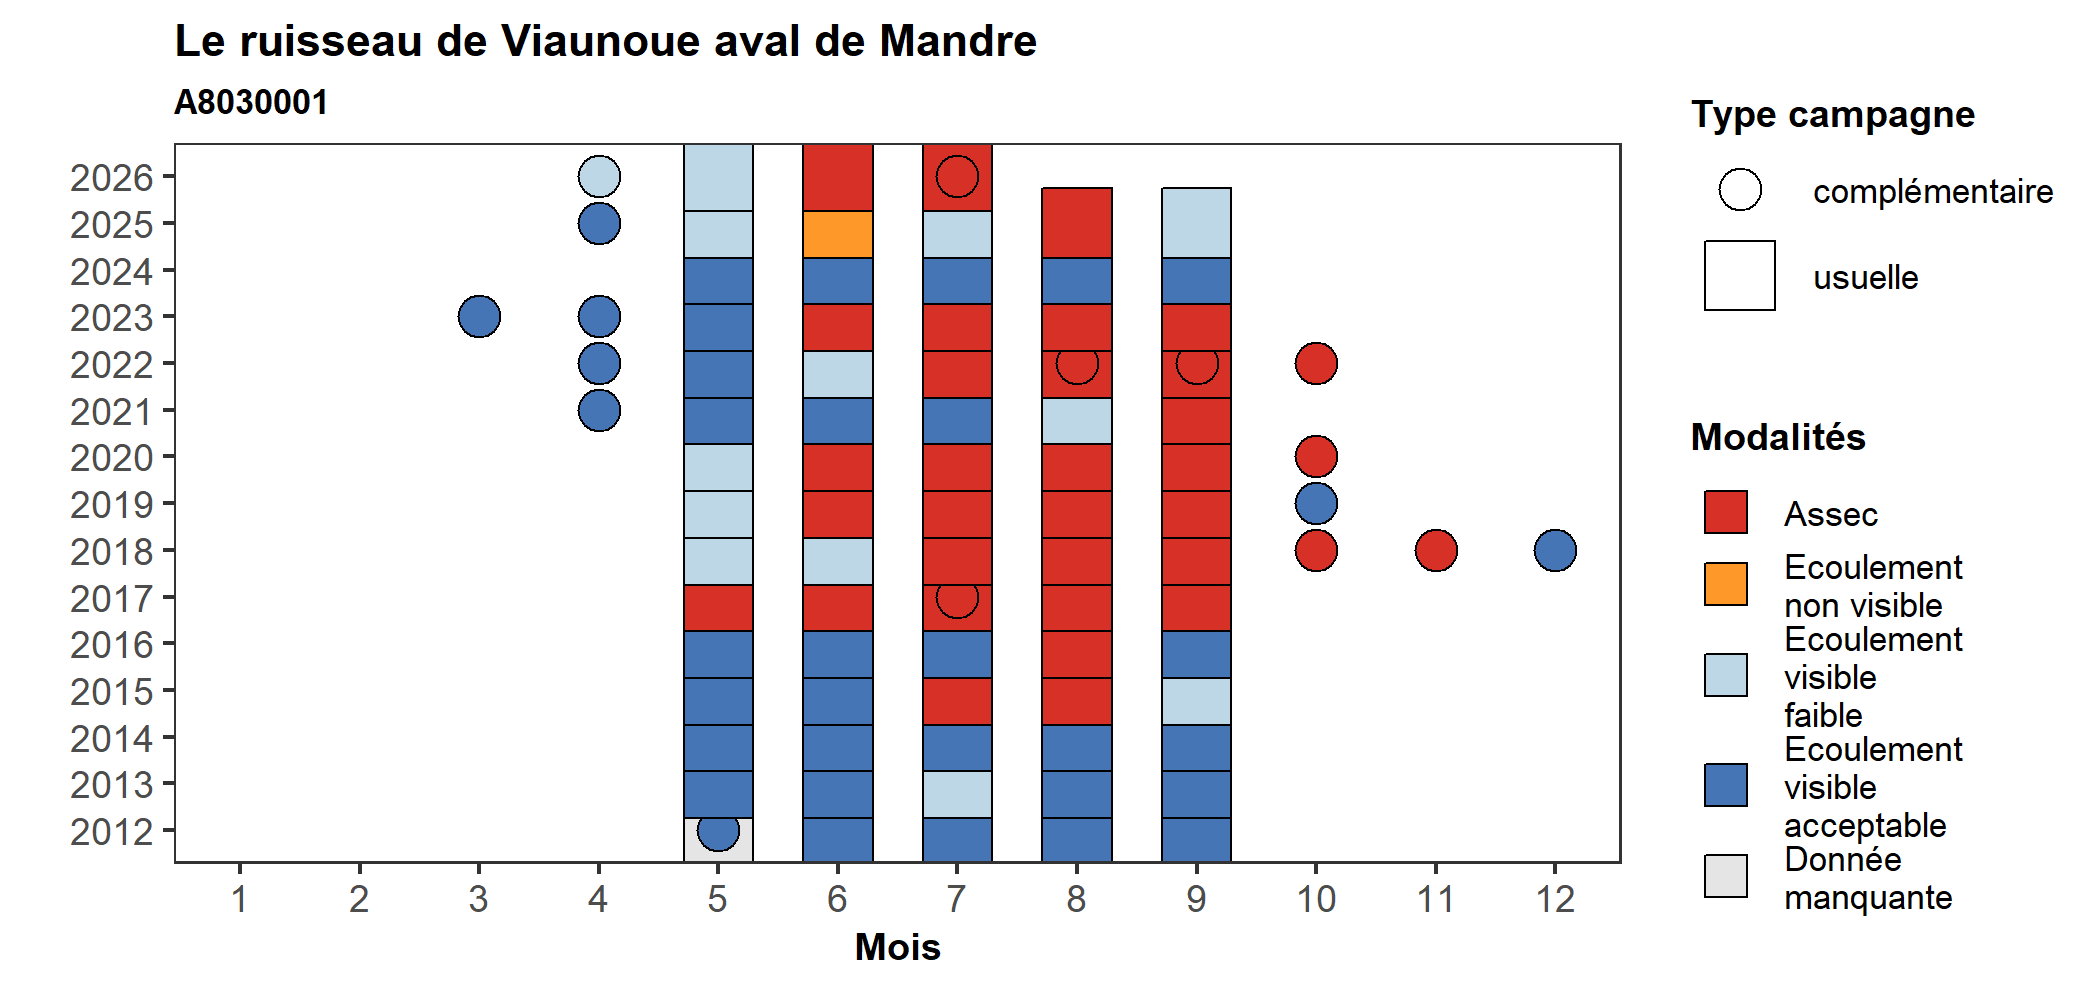 Le ruisseau de Viaunoue aval de Mandre
A8030001
2026
2025
2024
2023
2022
2021
2020
2019
2018
2017
2016
2015
2014
2013
2012
1 2 3 4 5 6 7 8 9 10 11 12
Mois
Type campagne
complémentaire
usuelle
Modalités
Assec
Ecoulement
non visible
Ecoulement
visible
faible
Ecoulement
visible
acceptable
Donnée
manquante